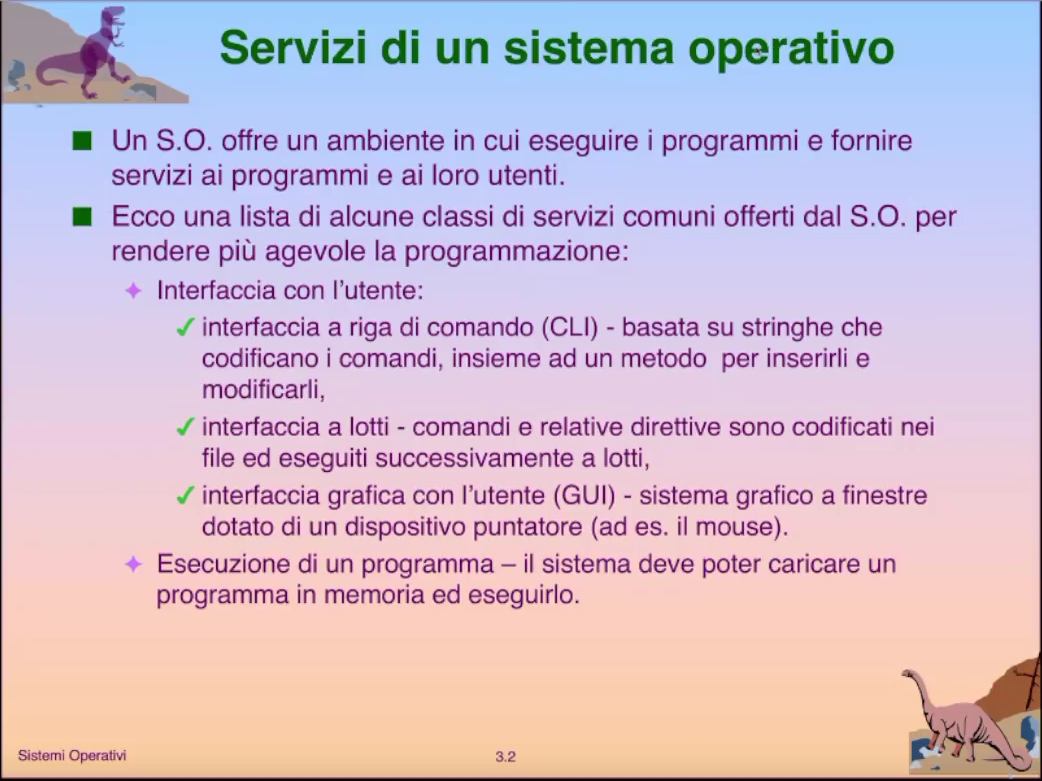 Servizi di un sistema operativo
■ Un S.O. offre un ambiente in cui eseguire i programmi e fornire
servizi ai programmi e ai loro utenti.
■ Ecco una lista di alcune classi di servizi comuni offerti dal S.O. per
rendere più agevole la programmazione:
✦ Interfaccia con l’utente:
✓ interfaccia a riga di comando (CLI) - basata su stringhe che
codificano i comandi, insieme ad un metodo per inserirli e
modificarli,
✓ interfaccia a lotti - comandi e relative direttive sono codificati nei
file ed eseguiti successivamente a lotti,
✓ interfaccia grafica con l’utente (GUI) - sistema grafico a finestre
dotato di un dispositivo puntatore (ad es. il mouse).
✦ Esecuzione di un programma – il sistema deve poter caricare un
programma in memoria ed eseguirlo.
Sistemi Operativi
3.2